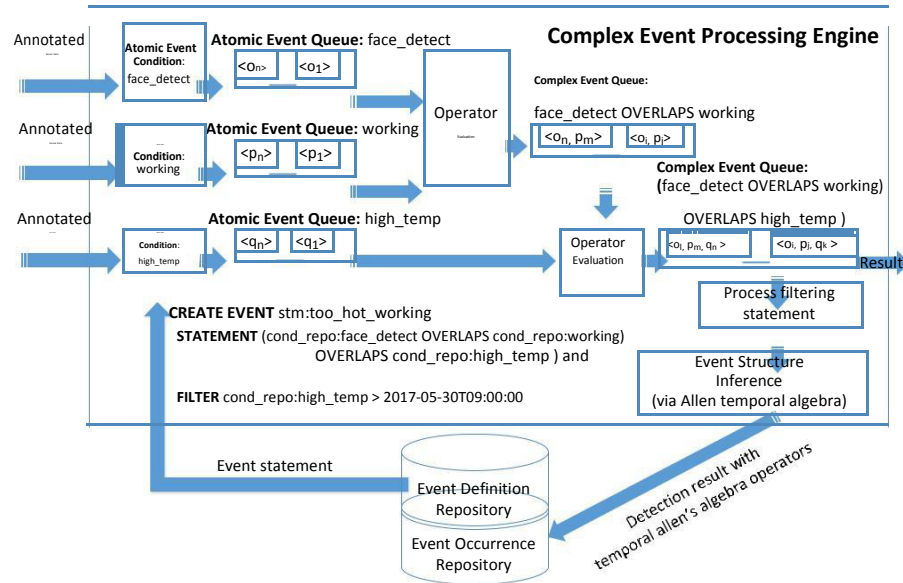 Complex Event Processing Engine
Annotated
Atomic Event
Condition:
face_detect
Atomic Event Queue: face_detect
<on> <o1>
Operator
Evaluation
Complex Event Queue:
face_detect OVERLAPS working
<on, pm> <oi, pj>
Annotated
Condition:
working
Atomic Event Queue: working
<pn> <p1>
Complex Event Queue:
(face_detect OVERLAPS working)
OVERLAPS high_temp )
Annotated
Condition:
high_temp
Atomic Event Queue: high_temp
<qn> <q1>
Operator
Evaluation
<ol, pm, qn > <oi, pj, qk >
Result
Process filtering
statement
CREATE EVENT stm:too_hot_working
STATEMENT (cond_repo:face_detect OVERLAPS cond_repo:working)
OVERLAPS cond_repo:high_temp ) and
FILTER cond_repo:high_temp > 2017-05-30T09:00:00
Event Structure
Inference
(via Allen temporal algebra)
Event statement
Event Definition
Repository
Event Occurrence
Repository
Detection result with
temporal allen's algebra operators